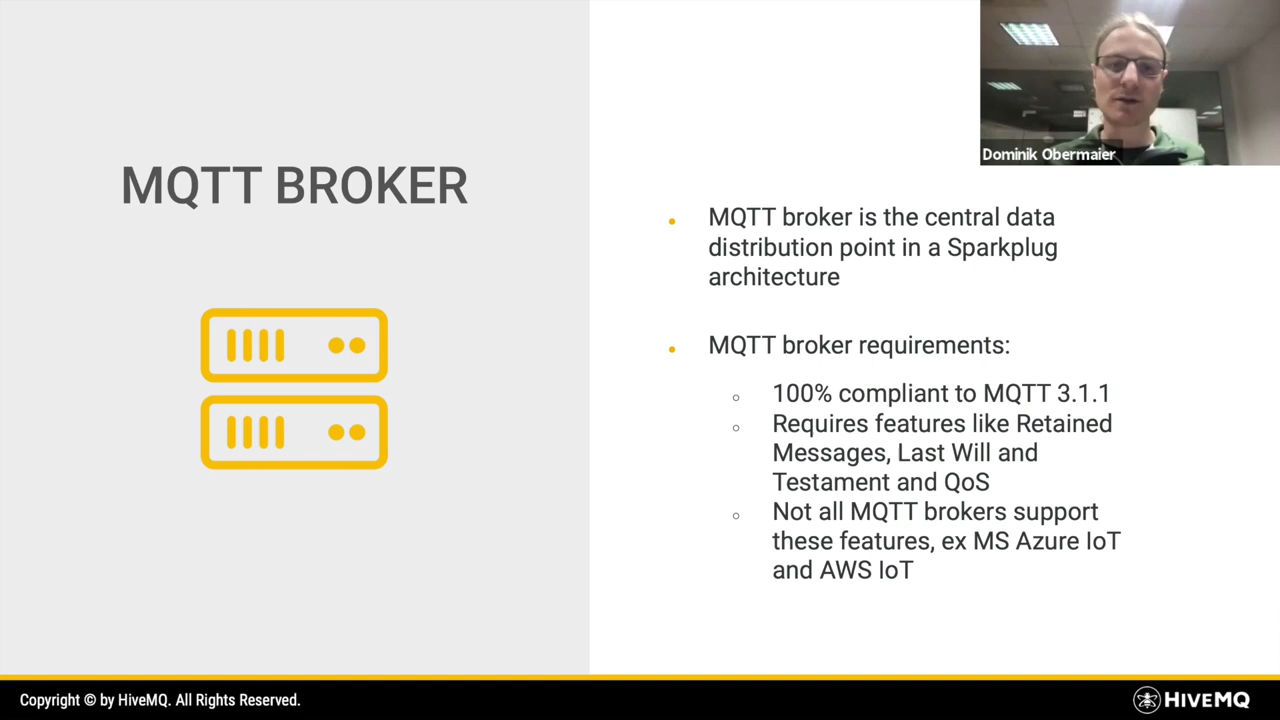 MQTT BROKER
Dominik Obermaier
MQTT broker is the central data
distribution point in a Sparkplug
architecture
MQTT broker requirements:
100% compliant to MQTT 3.1.1
Requires features like Retained
Messages, Last Will and
Testament and QoS
Not all MQTT brokers support
these features, ex MS Azure IoT
and AWS IoT
Copyright © by HiveMQ. All Rights Reserved.
HIVEMQ